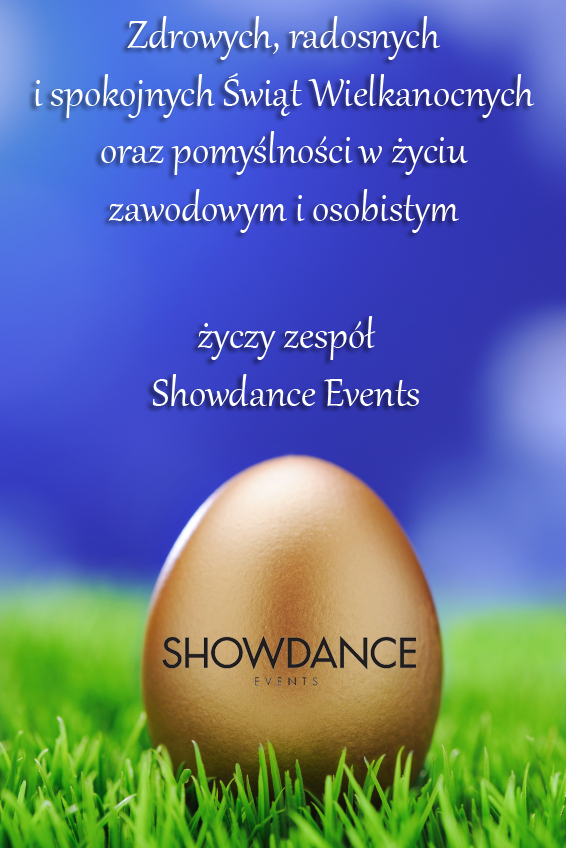 Zdrowych, radosnych
i spokojnych Świąt Wielkanocnych
oraz pomyślności w życiu
zawodowym i osobistym
życzy zespół
Showdance Events
SHOWDANCE
EVENTS